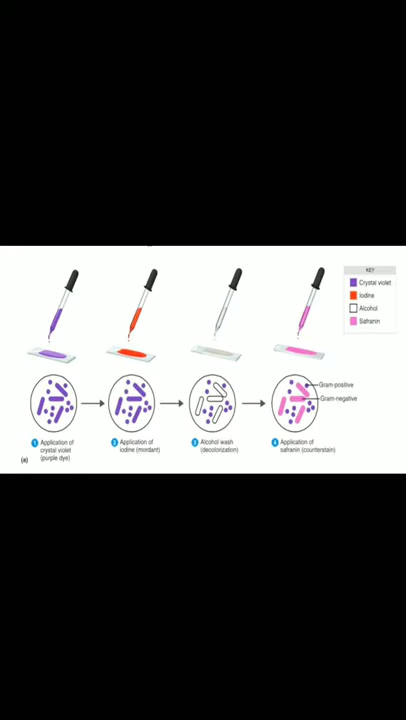 KEY
Crystal violet
Iodine
Alcohol
Safranin
Gram-positive
Gram-negative
1 Application of
crystal violet
(purple dye)
2 Application of
iodine (mordant)
3 Alcohol wash
(decolorization)
4 Application of
safranin (counterstain)
(a)